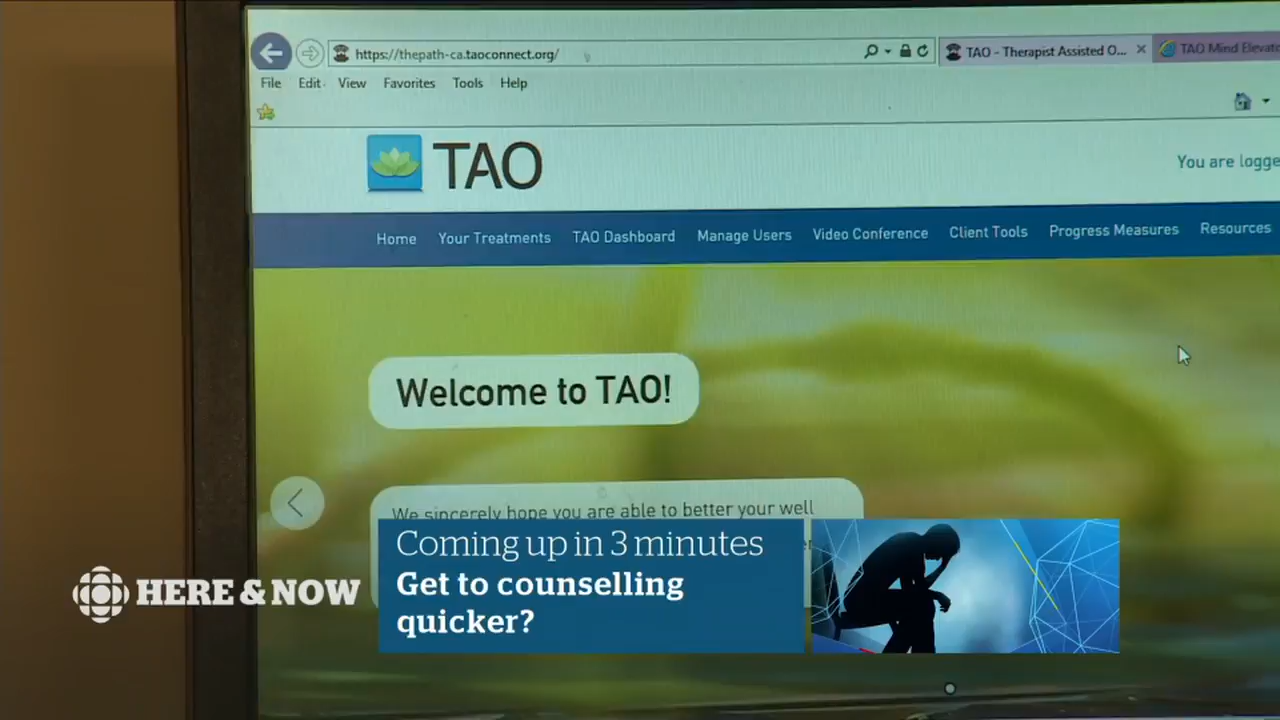 https://thepath-ca.taoconnect.org/
TAO - Therapist Assisted O...
TAO Mind Elevat
File Edit View Favorites Tools Help
TAO
You are logge
Home Your Treatments TAO Dashboard Manage Users Video Conference Client Tools Progress Measures Resources
Welcome to TAO!
We sincerely hope you are able to better your well
Coming up in 3 minutes
Get to counselling
quicker?
HERE & NOW